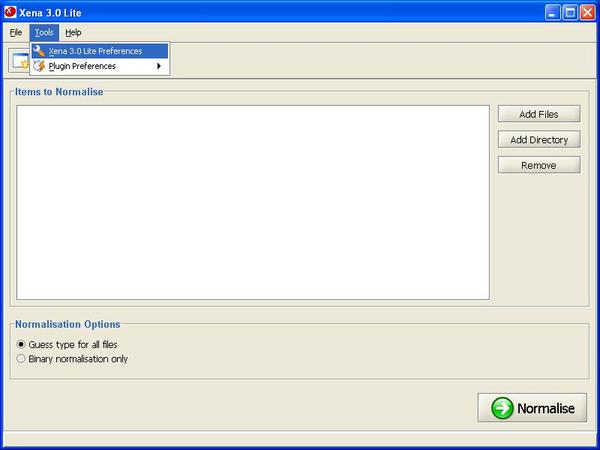 Xena 3.0 Lite
File Tools Help
Xena 3.0 Lite Preferences
Plugin Preferences
Items to Normalise
Add Files
Add Directory
Remove
Normalisation Options
Guess type for all files
Binary normalisation only
Normalise